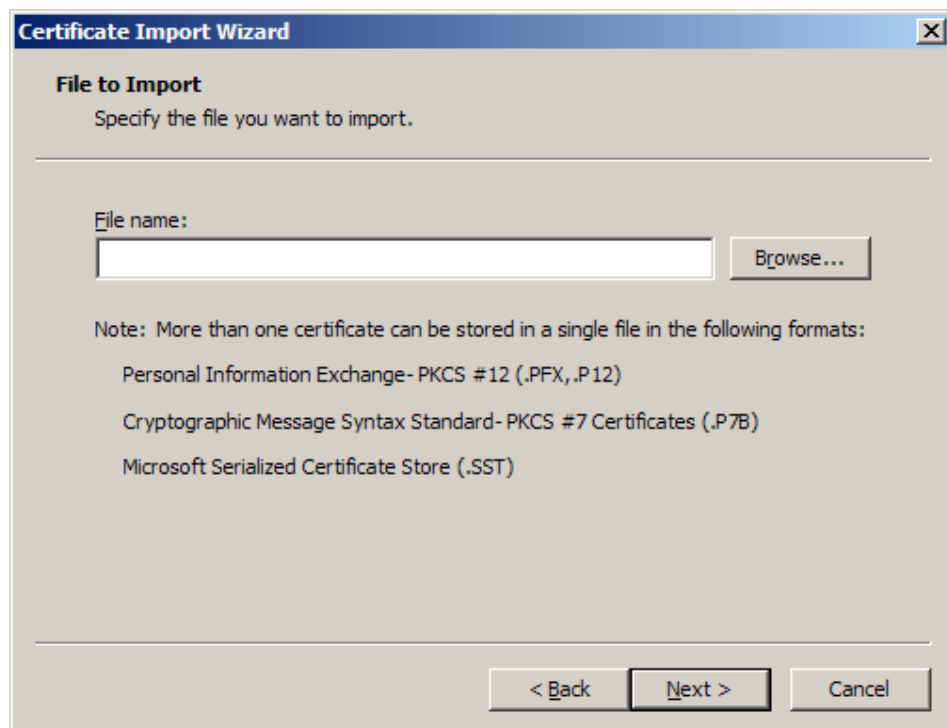 Certificate Import Wizard
File to Import
Specify the file you want to import.
File name:
Browse...
Note: More than one certificate can be stored in a single file in the following formats:
Personal Information Exchange- PKCS #12 (.PFX,.P12)
Cryptographic Message Syntax Standard- PKCS #7 Certificates (.P7B)
Microsoft Serialized Certificate Store (.SST)
< Back
Next >
Cancel